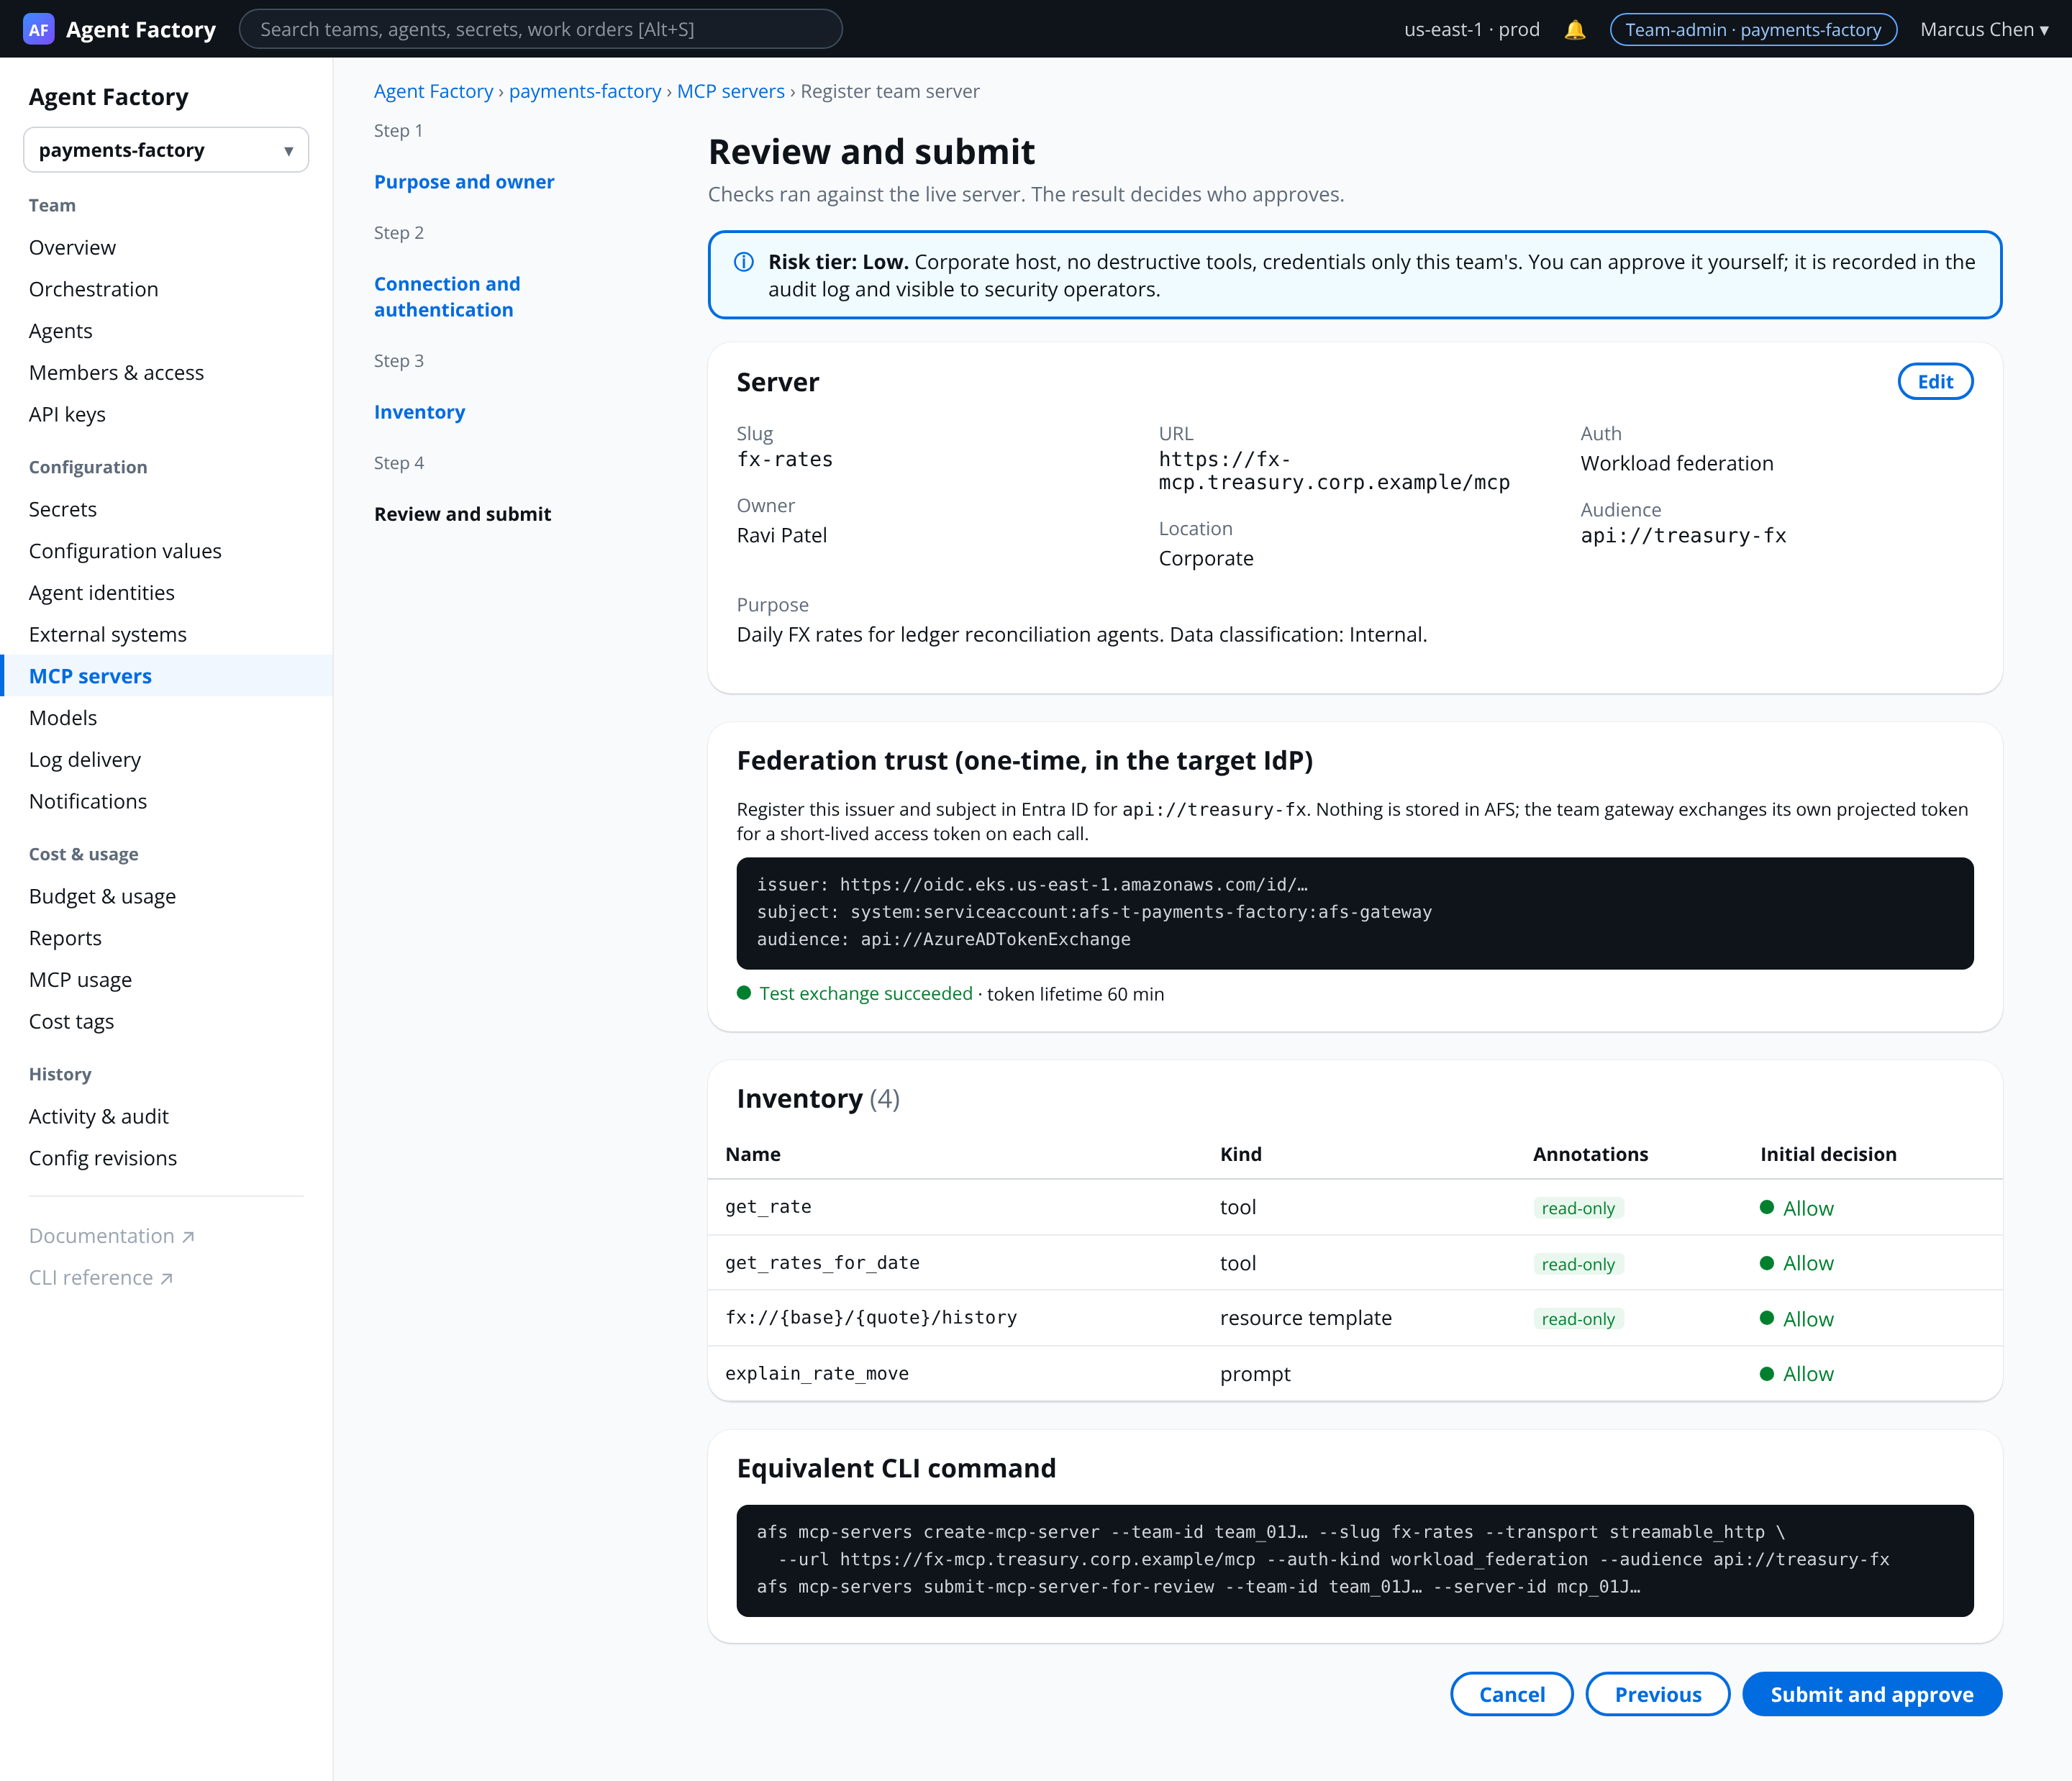 AF Agent Factory
Search teams, agents, secrets, work orders [Alt+S]
us-east-1 · prod
Team-admin · payments-factory
Marcus Chen ▾
Agent Factory
payments-factory ▾
Team
Overview
Orchestration
Agents
Members & access
API keys
Configuration
Secrets
Configuration values
Agent identities
External systems
MCP servers
Models
Log delivery
Notifications
Cost & usage
Budget & usage
Reports
MCP usage
Cost tags
History
Activity & audit
Config revisions
Documentation ↗
CLI reference ↗
Agent Factory › payments-factory › MCP servers › Register team server
Step 1
Purpose and owner
Step 2
Connection and
authentication
Step 3
Inventory
Step 4
Review and submit
Review and submit
Checks ran against the live server. The result decides who approves.
Risk tier: Low. Corporate host, no destructive tools, credentials only this team's. You can approve it yourself; it is recorded in the
audit log and visible to security operators.
Server
Edit
Slug
fx-rates
Owner
Ravi Patel
URL
https://fx-
mcp.treasury.corp.example/mcp
Location
Corporate
Auth
Workload federation
Audience
api://treasury-fx
Purpose
Daily FX rates for ledger reconciliation agents. Data classification: Internal.
Federation trust (one-time, in the target IdP)
Register this issuer and subject in Entra ID for api://treasury-fx. Nothing is stored in AFS; the team gateway exchanges its own projected token
for a short-lived access token on each call.
issuer: https://oidc.eks.us-east-1.amazonaws.com/id/…
subject: system:serviceaccount:afs-t-payments-factory:afs-gateway
audience: api://AzureADTokenExchange
Test exchange succeeded · token lifetime 60 min
Inventory (4)
Name Kind Annotations Initial decision
get_rate tool read-only Allow
get_rates_for_date tool read-only Allow
fx://{base}/{quote}/history resource template read-only Allow
explain_rate_move prompt Allow
Equivalent CLI command
afs mcp-servers create-mcp-server --team-id team_01J… --slug fx-rates --transport streamable_http \
--url https://fx-mcp.treasury.corp.example/mcp --auth-kind workload_federation --audience api://treasury-fx
afs mcp-servers submit-mcp-server-for-review --team-id team_01J… --server-id mcp_01J…
Cancel
Previous
Submit and approve